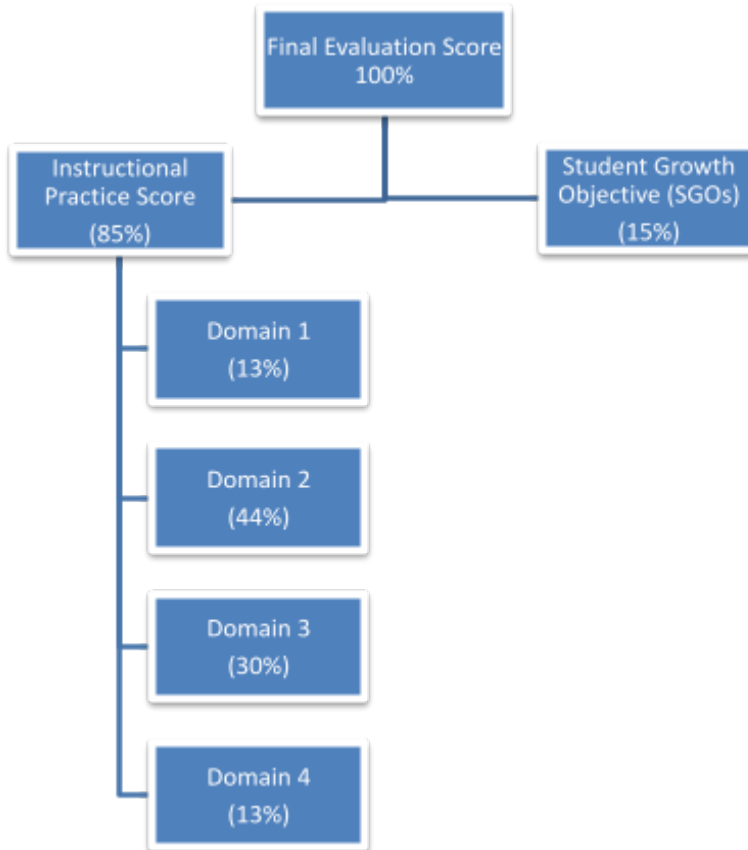 Final Evaluation Score
100%
Instructional
Practice Score
(85%)
Student Growth
Objective (SGOs)
(15%)
Domain 1
(13%)
Domain 2
(44%)
Domain 3
(30%)
Domain 4
(13%)